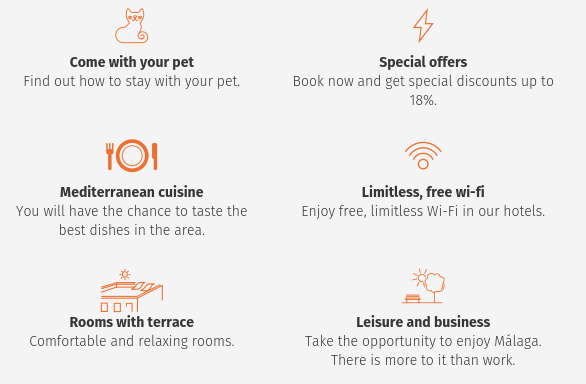 Come with your pet
Find out how to stay with your pet.
Special offers
Book now and get special discounts up to
18%.
Mediterranean cuisine
You will have the chance to taste the
best dishes in the area.
Limitless, free wi-fi
Enjoy free, limitless Wi-Fi in our hotels.
Rooms with terrace
Comfortable and relaxing rooms.
Leisure and business
Take the opportunity to enjoy Málaga.
There is more to it than work.